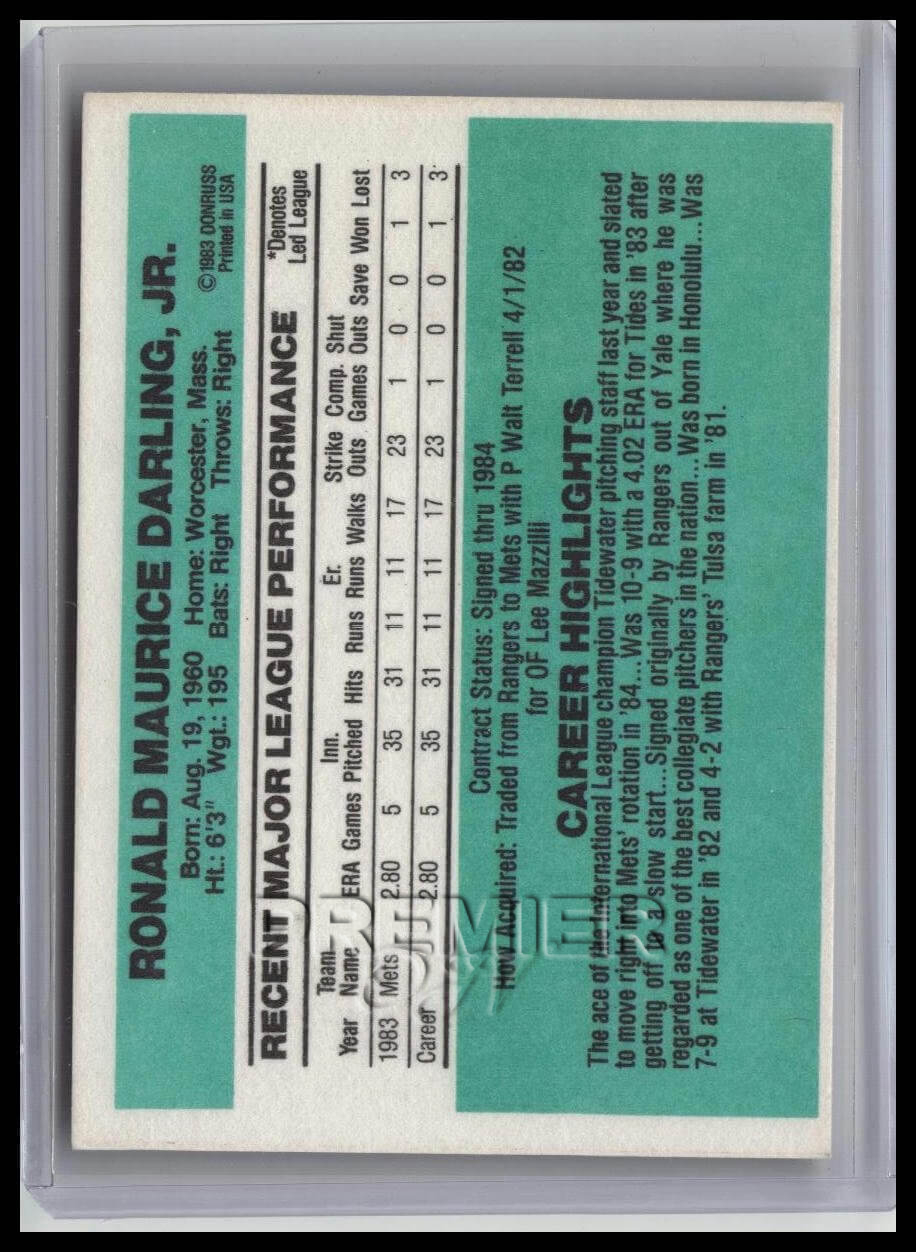 RONALD MAURICE DARLING, JR.
Born: Aug. 19, 1960 Home: Worcester, Mass. ©1983 DONRUSS
Ht.: 6'3" Wgt.: 195 Bats: Right Throws: Right Printed in USA
RECENT MAJOR LEAGUE PERFORMANCE *Denotes
Led League
Team Inn. Er. Strike Comp. Shut
Year Name ERA Games Pitched Hits Runs Runs Walks Outs Games Outs Save Won Lost
1983 Mets 2.80 5 35 31 11 11 17 23 1 0 0 1 3
Career 2.80 5 35 31 11 11 17 23 1 0 0 1 3
Contract Status: Signed thru 1984
How Acquired: Traded from Rangers to Mets with P Walt Terrell 4/1/82
for OF Lee Mazzilli
CAREER HIGHLIGHTS
The ace of the International League champion Tidewater pitching staff last year and slated
to move right into Mets' rotation in '84...Was 10-9 with a 4.02 ERA for Tides in '83 after
getting off to a slow start...Signed originally by Rangers out of Yale where he was
regarded as one of the best collegiate pitchers in the nation...Was born in Honolulu...Was
7-9 at Tidewater in '82 and 4-2 with Rangers' Tulsa farm in '81.
PREMIER